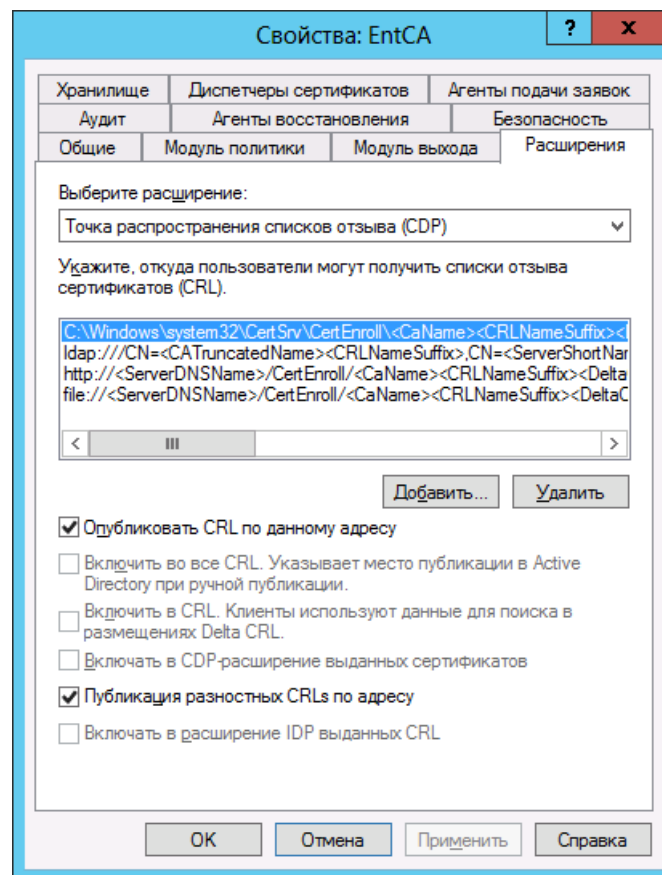 Свойства: EntCA
?
x
Хранилище
Диспетчеры сертификатов
Агенты подачи заявок
Аудит
Агенты восстановления
Безопасность
Общие
Модуль политики
Модуль выхода
Расширения
Выберите расширение:
Точка распространения списков отзыва (CDP)
Укажите, откуда пользователи могут получить списки отзыва
сертификатов (CRL).
C:\Windows\system32\CertSrv\CertEnroll\<CaName><CRLNameSuffix><
ldap:///CN=<CATruncatedName><CRLNameSuffix>,CN=<ServerShortNar
http://<ServerDNSName>/CertEnroll/<CaName><CRLNameSuffix><Delta
file://<ServerDNSName>/CertEnroll/<CaName><CRLNameSuffix><DeltaC
Добавить...
Удалить
Опубликовать CRL по данному адресу
Включить во все CRL. Указывает место публикации в Active
Directory при ручной публикации.
Включить в CRL. Клиенты используют данные для поиска в
размещениях Delta CRL.
Включать в CDP-расширение выданных сертификатов
Публикация разностных CRLs по адресу
Включать в расширение IDP выданных CRL
OK
Отмена
Применить
Справка